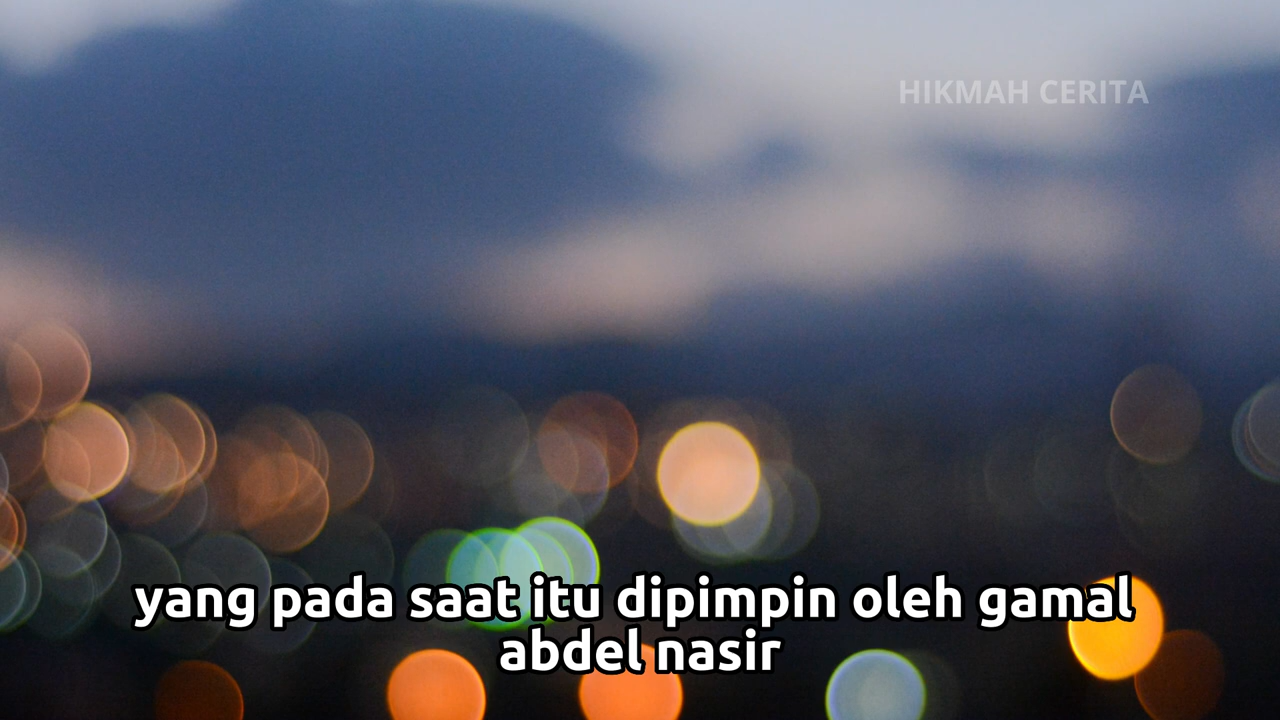 HIKMAH CERITA
yang pada saat itu dipimpin oleh gamal
abdel nasir